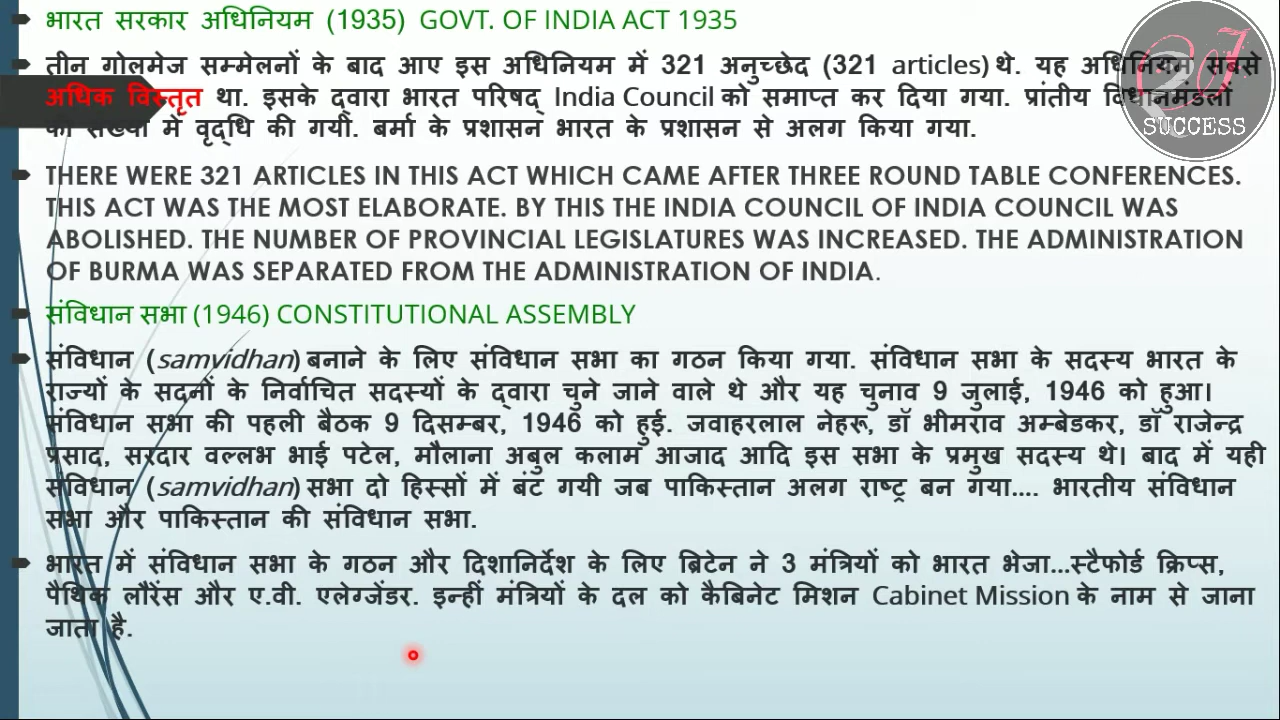 भारत सरकार अधिनियम (1935) GOVT. OF INDIA ACT 1935
तीन गोलमेज सम्मेलनों के बाद आए इस अधिनियम में 321 अनुच्छेद (321 articles) थे. यह अधिनियम सबसे
अधिक विस्तृत था. इसके द्वारा भारत परिषद् India Council को समाप्त कर दिया गया. प्रांतीय विधानमंडलों
की संख्या में वृद्धि की गयी. बर्मा के प्रशासन भारत के प्रशासन से अलग किया गया.
THERE WERE 321 ARTICLES IN THIS ACT WHICH CAME AFTER THREE ROUND TABLE CONFERENCES.
THIS ACT WAS THE MOST ELABORATE. BY THIS THE INDIA COUNCIL OF INDIA COUNCIL WAS
ABOLISHED. THE NUMBER OF PROVINCIAL LEGISLATURES WAS INCREASED. THE ADMINISTRATION
OF BURMA WAS SEPARATED FROM THE ADMINISTRATION OF INDIA.
संविधान सभा (1946) CONSTITUTIONAL ASSEMBLY
संविधान (samvidhan) बनाने के लिए संविधान सभा का गठन किया गया. संविधान सभा के सदस्य भारत के
राज्यों के सदनों के निर्वाचित सदस्यों के द्वारा चुने जाने वाले थे और यह चुनाव 9 जुलाई, 1946 को हुआ।
संविधान सभा की पहली बैठक 9 दिसम्बर, 1946 को हुई. जवाहरलाल नेहरू, डॉ भीमराव अम्बेडकर, डॉ राजेन्द्र
प्रसाद, सरदार वल्लभ भाई पटेल, मौलाना अबुल कलाम आजाद आदि इस सभा के प्रमुख सदस्य थे। बाद में यही
संविधान (samvidhan) सभा दो हिस्सों में बंट गयी जब पाकिस्तान अलग राष्ट्र बन गया.... भारतीय संविधान
सभा और पाकिस्तान की संविधान सभा.
भारत में संविधान सभा के गठन और दिशानिर्देश के लिए ब्रिटेन ने 3 मंत्रियों को भारत भेजा...स्टैफोर्ड क्रिप्स,
पैथिक लौरेंस और ए.वी. एलेग्जेंडर. इन्हीं मंत्रियों के दल को कैबिनेट मिशन Cabinet Mission के नाम से जाना
जाता है.
2J
SUCCESS